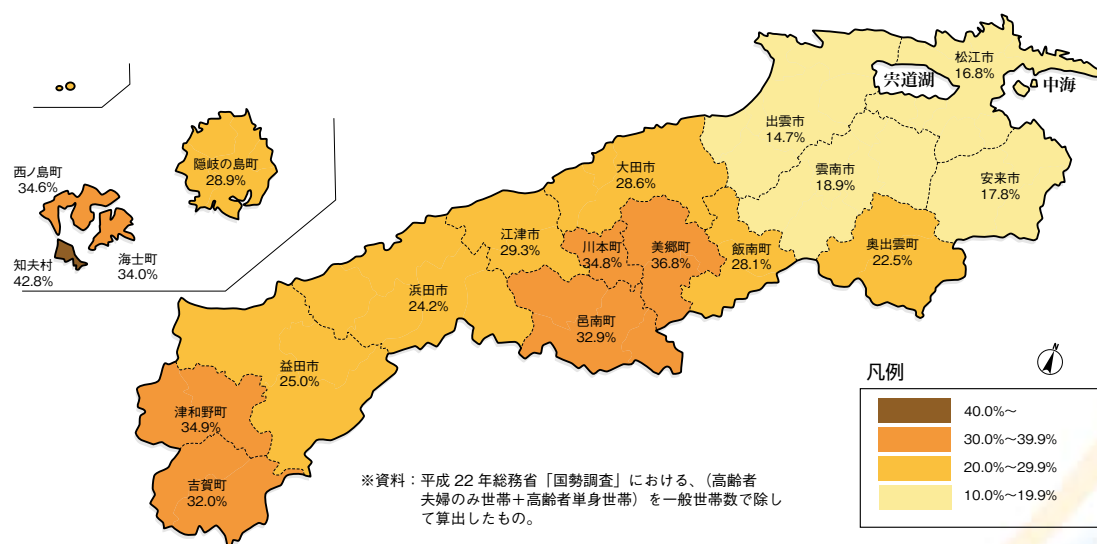 松江市
16.8%
宍道湖
中海
出雲市
14.7%
雲南市
18.9%
安来市
17.8%
大田市
28.6%
隠岐の島町
28.9%
西ノ島町
34.6%
知夫村
42.8%
海士町
34.0%
江津市
29.3%
川本町
34.8%
美郷町
36.8%
飯南町
28.1%
奥出雲町
22.5%
浜田市
24.2%
邑南町
32.9%
益田市
25.0%
津和野町
34.9%
吉賀町
32.0%
N
凡例
40.0%〜
30.0%〜39.9%
20.0%〜29.9%
10.0%〜19.9%
※資料：平成 22 年総務省「国勢調査」における、（高齢者
夫婦のみ世帯＋高齢者単身世帯）を一般世帯数で除し
て算出したもの。